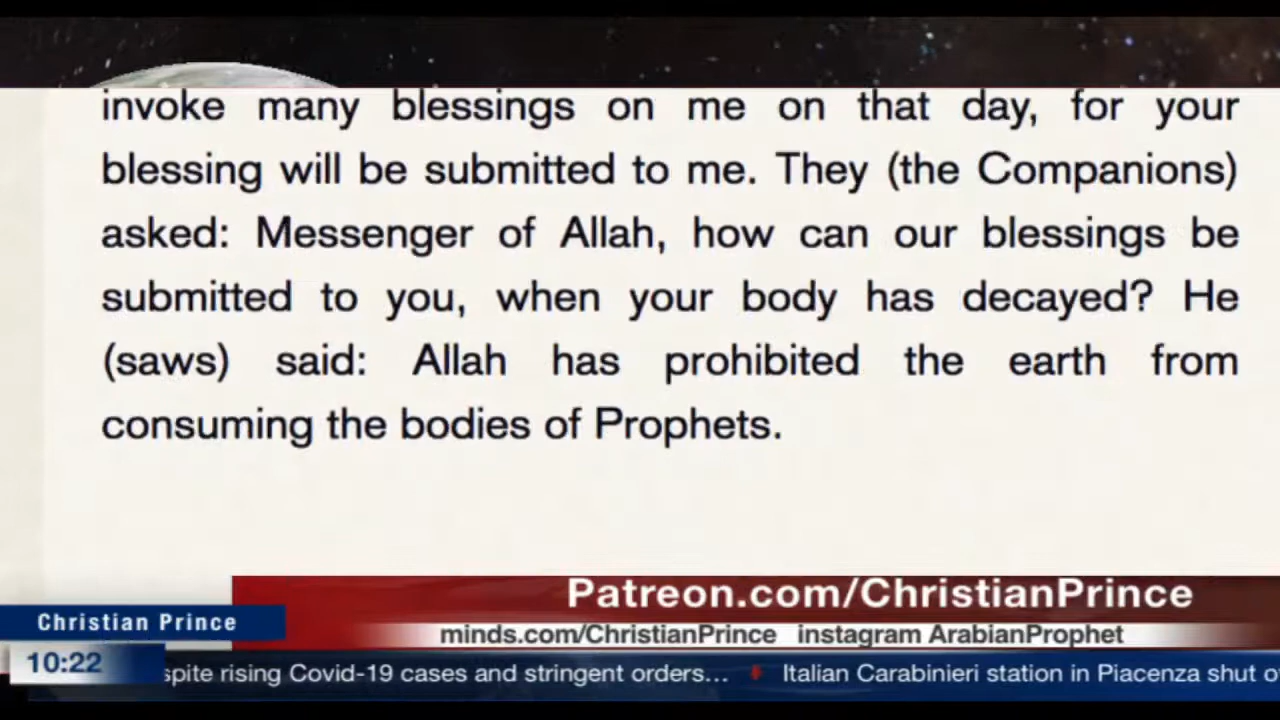 invoke many blessings on me on that day, for your
blessing will be submitted to me. They (the Companions)
asked: Messenger of Allah, how can our blessings be
submitted to you, when your body has decayed? He
(saws) said: Allah has prohibited the earth from
consuming the bodies of Prophets.
Patreon.com/ChristianPrince
Christian Prince
minds.com/ChristianPrince instagram ArabianProphet
10:22
spite rising Covid-19 cases and stringent orders... Italian Carabinieri station in Piacenza shut